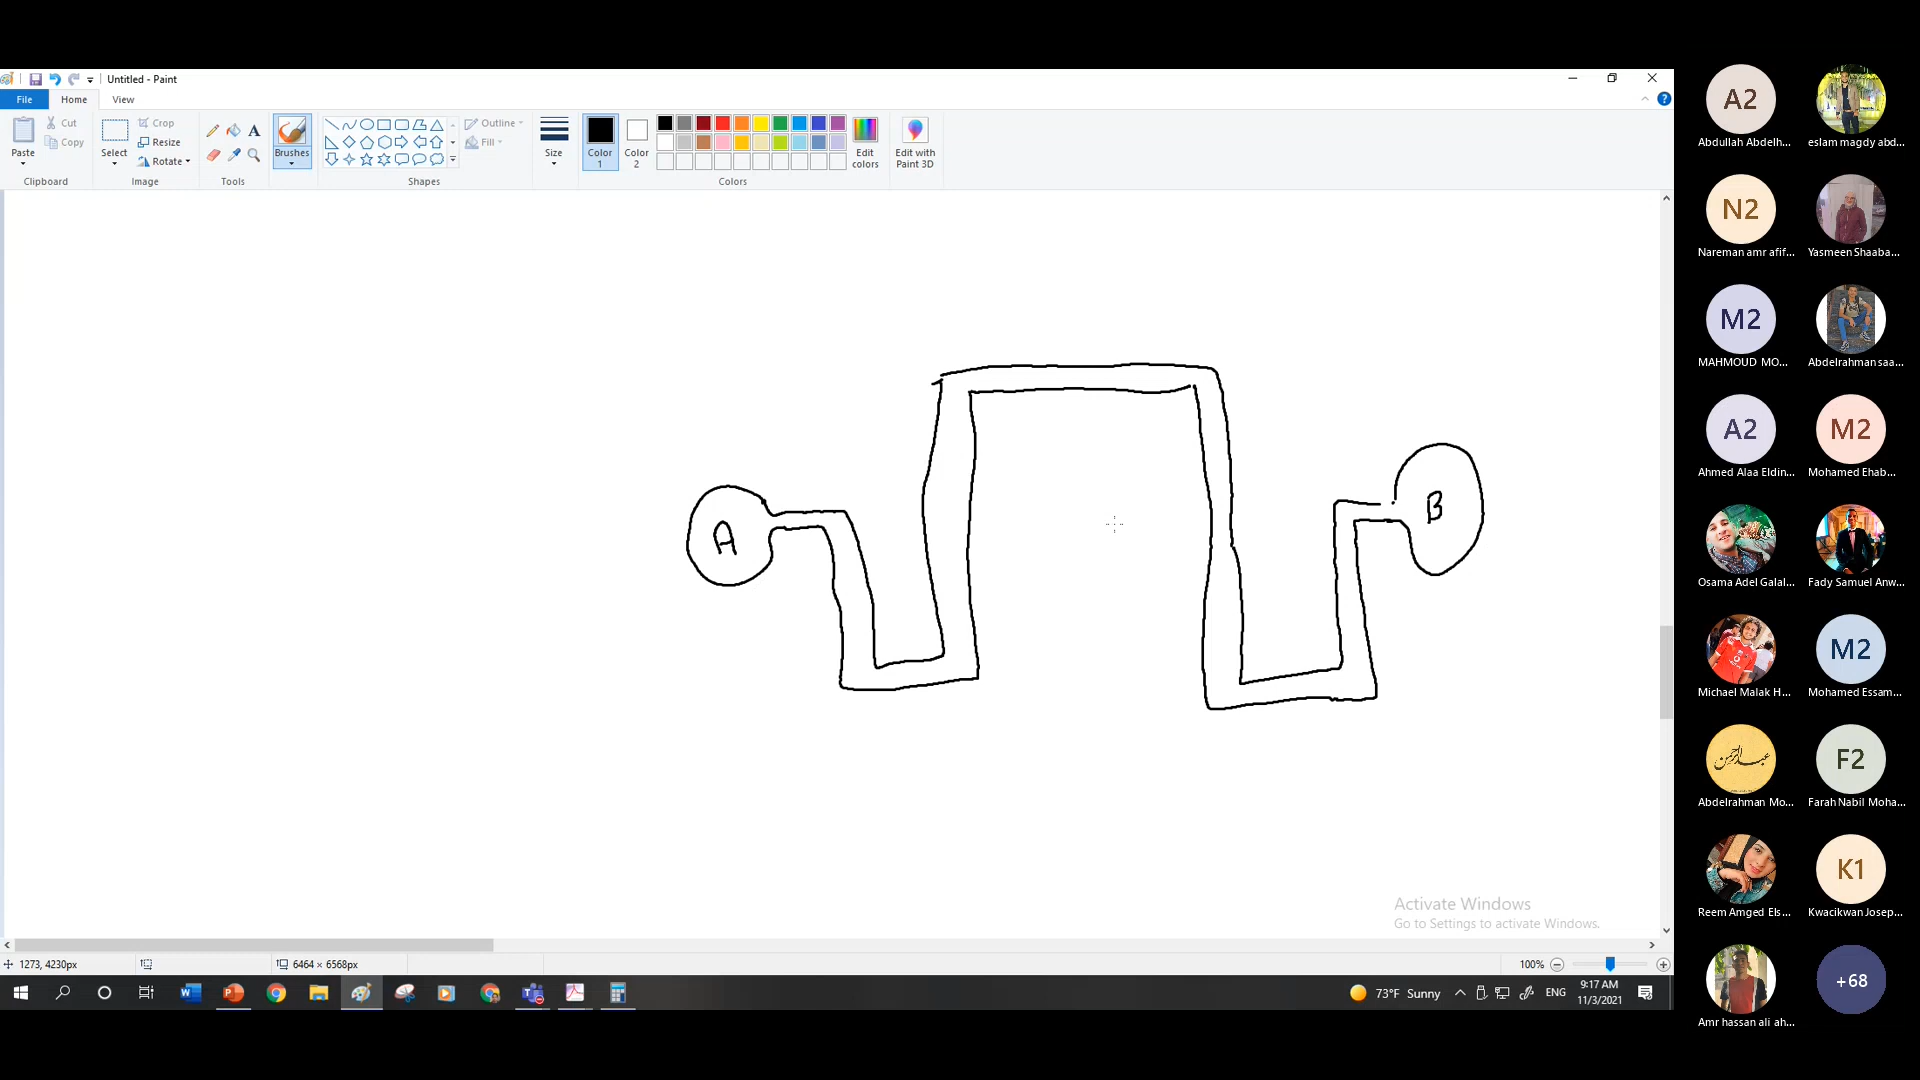 Untitled - Paint
File Home View
Cut
Copy
Paste
Clipboard
Crop
Resize
Rotate
Select
Image
Tools
Brushes
Shapes
Outline
Fill
Size
Color 1
Color 2
Edit colors
Colors
Edit with Paint 3D
A
B
Activate Windows
Go to Settings to activate Windows.
1273, 4230px
6464 × 6568px
100%
73°F Sunny
ENG
9:17 AM
11/3/2021
A2
Abdullah Abdelh...
eslam magdy abd...
N2
Nareman amr afif...
Yasmeen Shaaba...
M2
MAHMOUD MO...
Abdelrahman saa...
A2
Ahmed Alaa Eldin...
M2
Mohamed Ehab...
Osama Adel Galal...
Fady Samuel Anw...
Michael Malak H...
M2
Mohamed Essam...
عبدالرحمن
Abdelrahman Mo...
F2
Farah Nabil Moha...
Reem Amged Els...
K1
Kwacikwan Josep...
Amr hassan ali ah...
+68